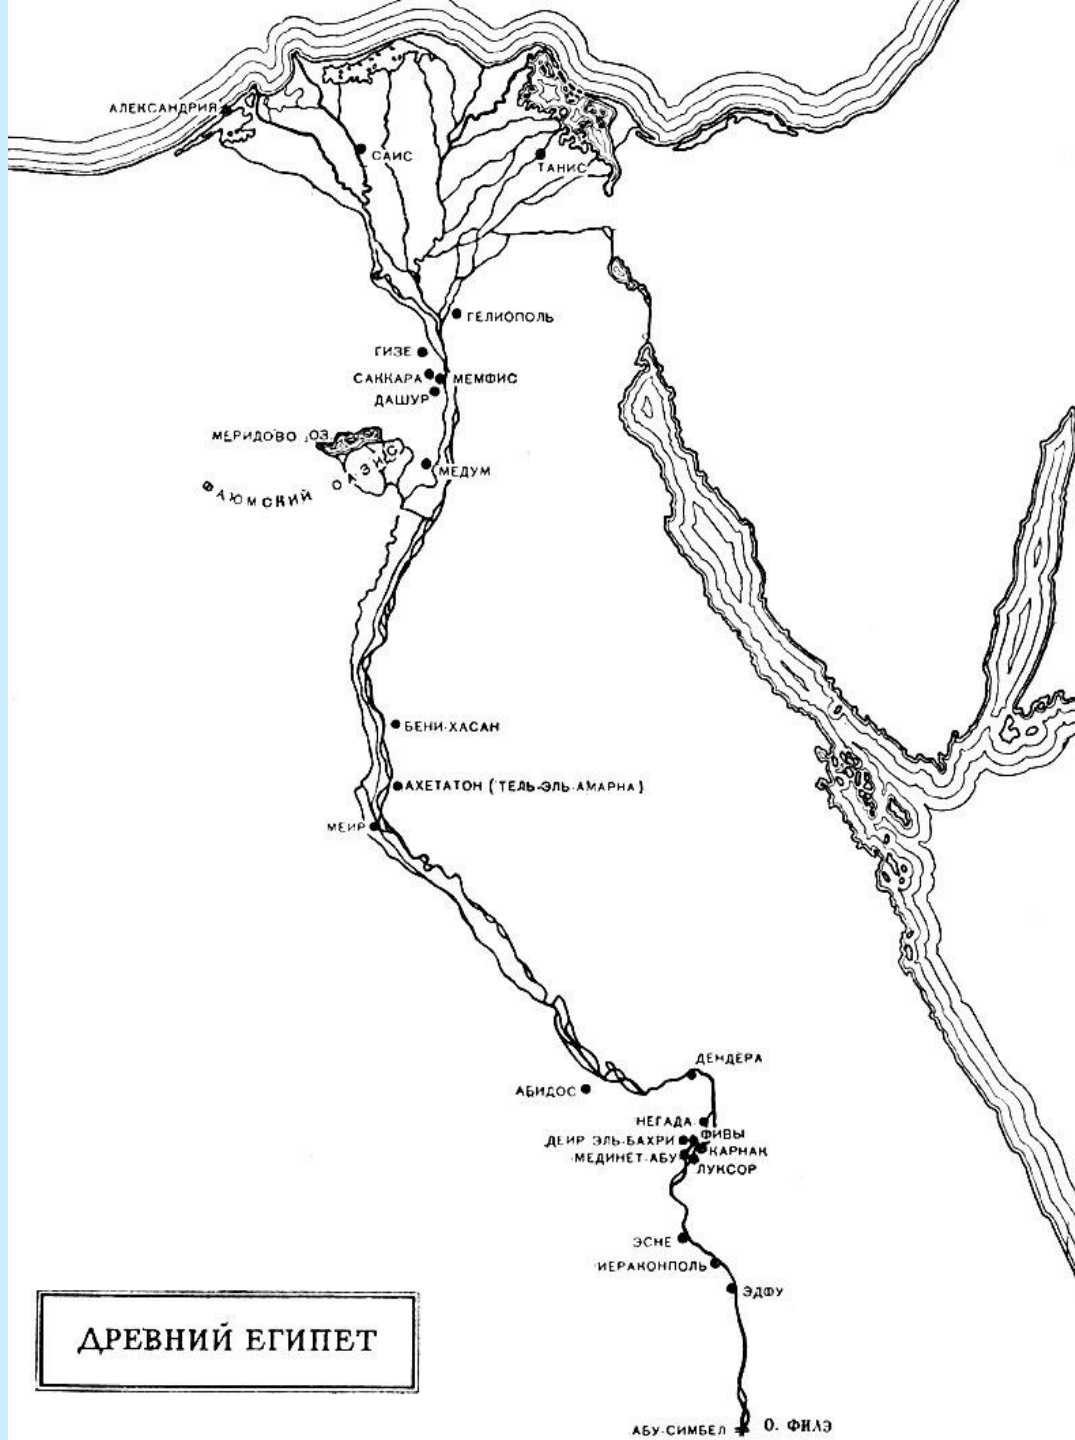 АЛЕКСАНДРИЯ
САИС
ТАНИС
ГЕЛИОПОЛЬ
ГИЗЕ
САККАРА
МЕМФИС
ДАШУР
МЕРИДОВО ОЗ.
МЕДУМ
ФАЮМСКИЙ ОАЗИС
БЕНИ-ХАСАН
АХЕТАТОН (ТЕЛЬ-ЭЛЬ-АМАРНА)
МЕИР
ДЕНДЕРА
АБИДОС
НЕГАДА
ФИВЫ
ДЕИР ЭЛЬ-БАХРИ
КАРНАК
МЕДИНЕТ-АБУ
ЛУКСОР
ЭСНЕ
ИЕРАКОНПОЛЬ
ЭДФУ
ДРЕВНИЙ ЕГИПЕТ
АБУ-СИМБЕЛ
О. ФИЛЭ